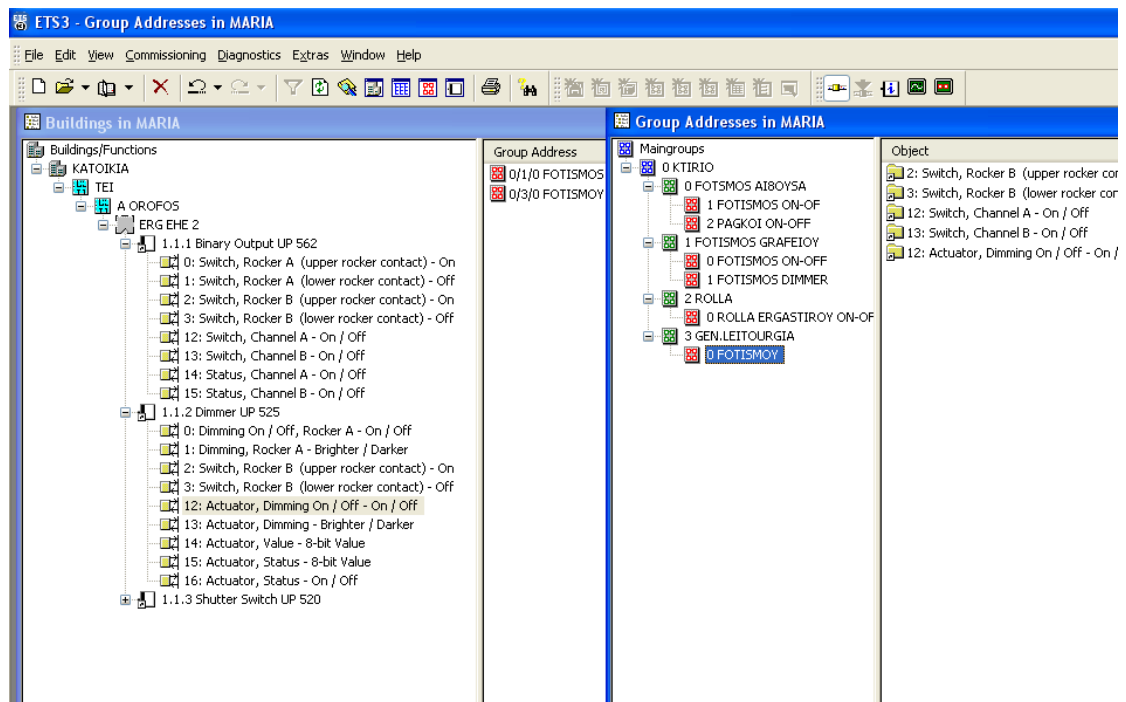 ETS3 - Group Addresses in MARIA
File Edit View Commissioning Diagnostics Extras Window Help
Buildings in MARIA
Buildings/Functions
KATOIKIA
TEI
A OROFOS
ERG EHE 2
1.1.1 Binary Output UP 562
0: Switch, Rocker A (upper rocker contact) - On
1: Switch, Rocker A (lower rocker contact) - Off
2: Switch, Rocker B (upper rocker contact) - On
3: Switch, Rocker B (lower rocker contact) - Off
12: Switch, Channel A - On / Off
13: Switch, Channel B - On / Off
14: Status, Channel A - On / Off
15: Status, Channel B - On / Off
1.1.2 Dimmer UP 525
0: Dimming On / Off, Rocker A - On / Off
1: Dimming, Rocker A - Brighter / Darker
2: Switch, Rocker B (upper rocker contact) - On
3: Switch, Rocker B (lower rocker contact) - Off
12: Actuator, Dimming On / Off - On / Off
13: Actuator, Dimming - Brighter / Darker
14: Actuator, Value - 8-bit Value
15: Actuator, Status - 8-bit Value
16: Actuator, Status - On / Off
1.1.3 Shutter Switch UP 520
Group Address
0/1/0 FOTISMOS
0/3/0 FOTISMOY
Group Addresses in MARIA
Maingroups
0 KTIRIO
0 FOTSMOS AI8OYSA
1 FOTISMOS ON-OF
2 PAGKOI ON-OFF
1 FOTISMOS GRAFEIOY
0 FOTISMOS ON-OFF
1 FOTISMOS DIMMER
2 ROLLA
0 ROLLA ERGASTIROY ON-OF
3 GEN.LEITOURGIA
0 FOTISMOY
Object
2: Switch, Rocker B (upper rocker cor
3: Switch, Rocker B (lower rocker cor
12: Switch, Channel A - On / Off
13: Switch, Channel B - On / Off
12: Actuator, Dimming On / Off - On /